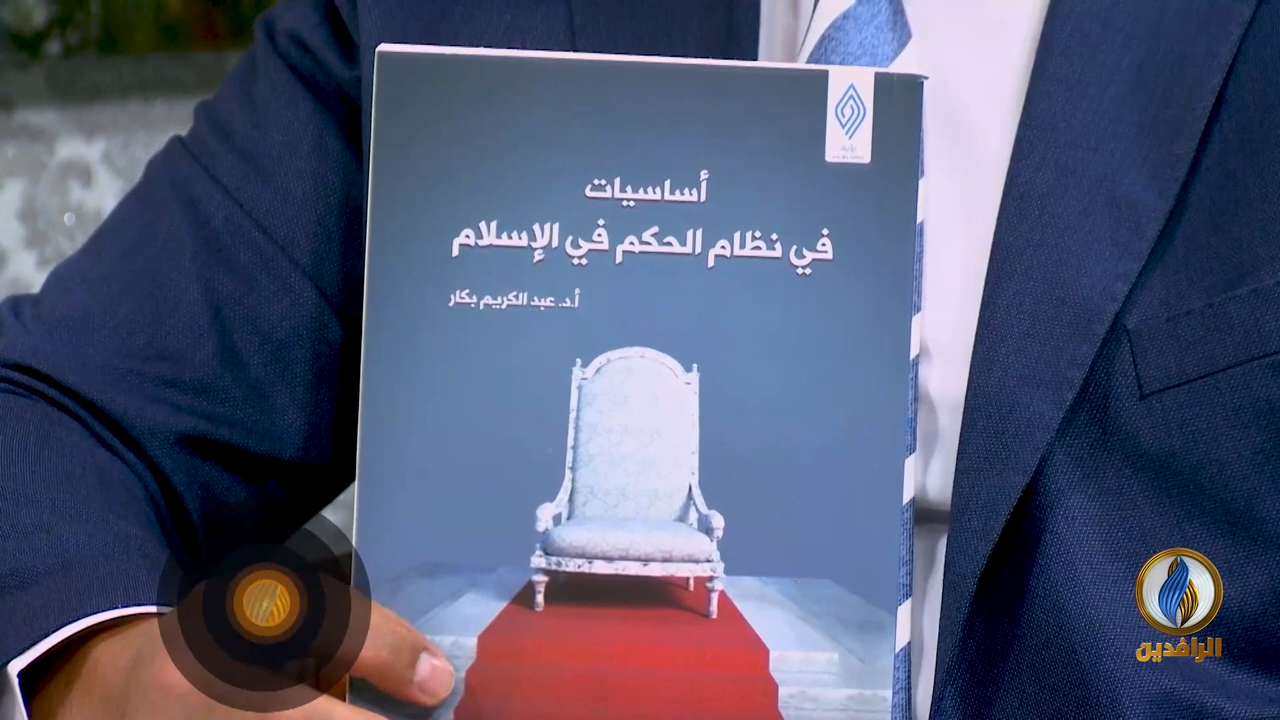 أساسيات
في نظام الحكم في الإسلام
أ.د. عبد الكريم بكار
الرافدين